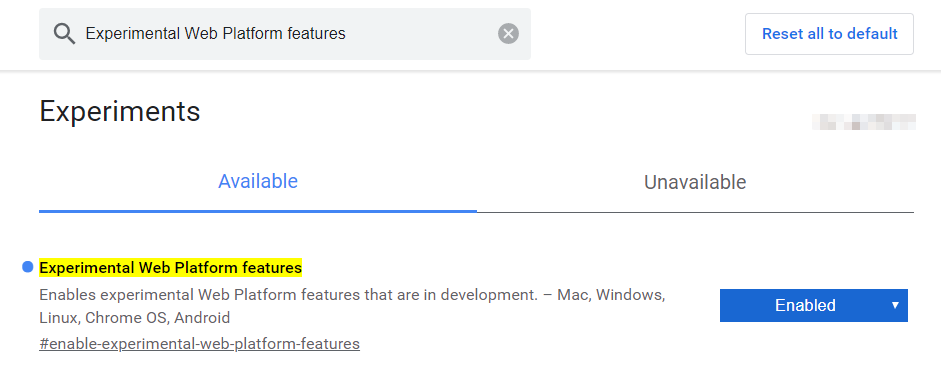 Experimental Web Platform features
Reset all to default
Experiments
Available
Unavailable
Experimental Web Platform features
Enables experimental Web Platform features that are in development. – Mac, Windows,
Linux, Chrome OS, Android
Enabled
#enable-experimental-web-platform-features